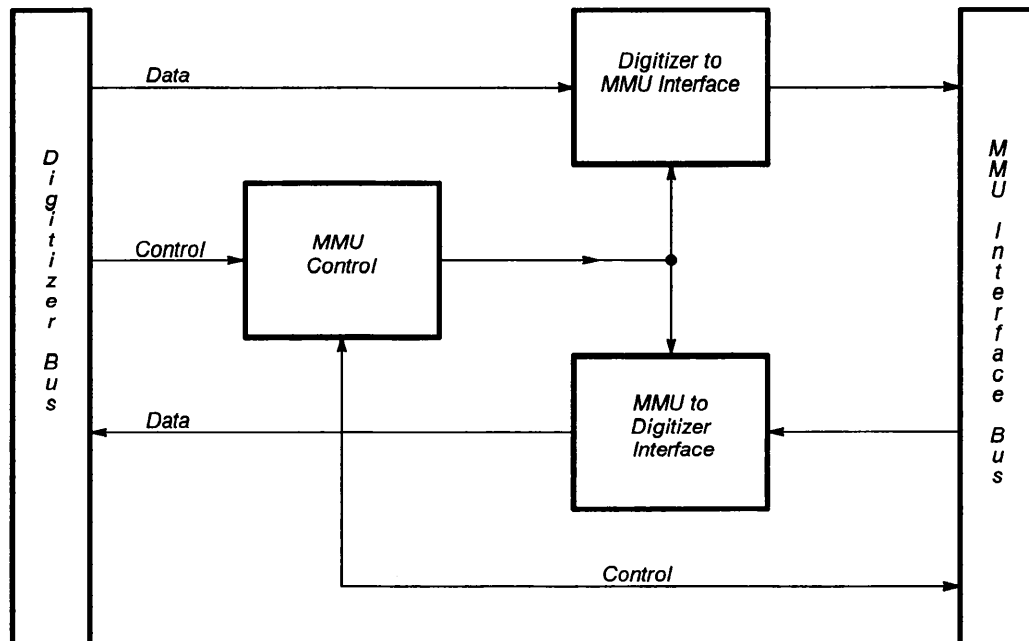 Digitizer Bus
Data
Digitizer to
MMU Interface
MMU Interface Bus
Control
MMU
Control
Data
MMU to
Digitizer
Interface
Control